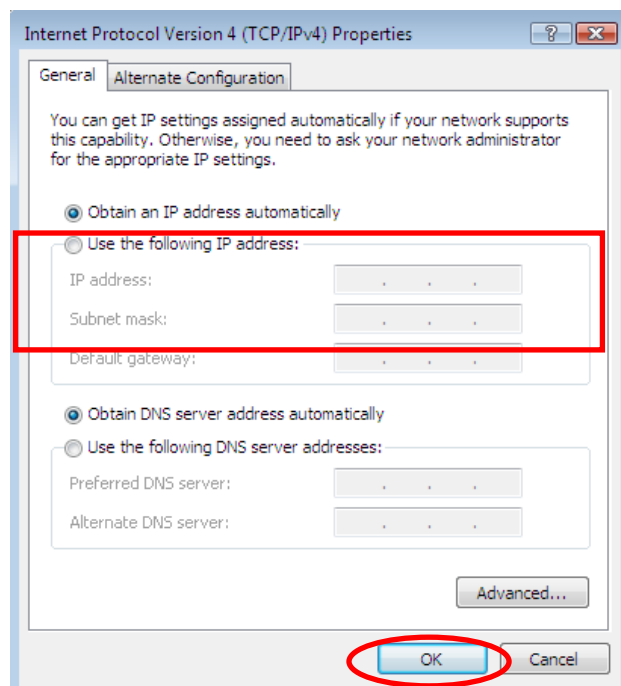 Internet Protocol Version 4 (TCP/IPv4) Properties
General
Alternate Configuration
You can get IP settings assigned automatically if your network supports
this capability. Otherwise, you need to ask your network administrator
for the appropriate IP settings.
Obtain an IP address automatically
Use the following IP address:
IP address:
Subnet mask:
Default gateway:
Obtain DNS server address automatically
Use the following DNS server addresses:
Preferred DNS server:
Alternate DNS server:
Advanced...
OK
Cancel